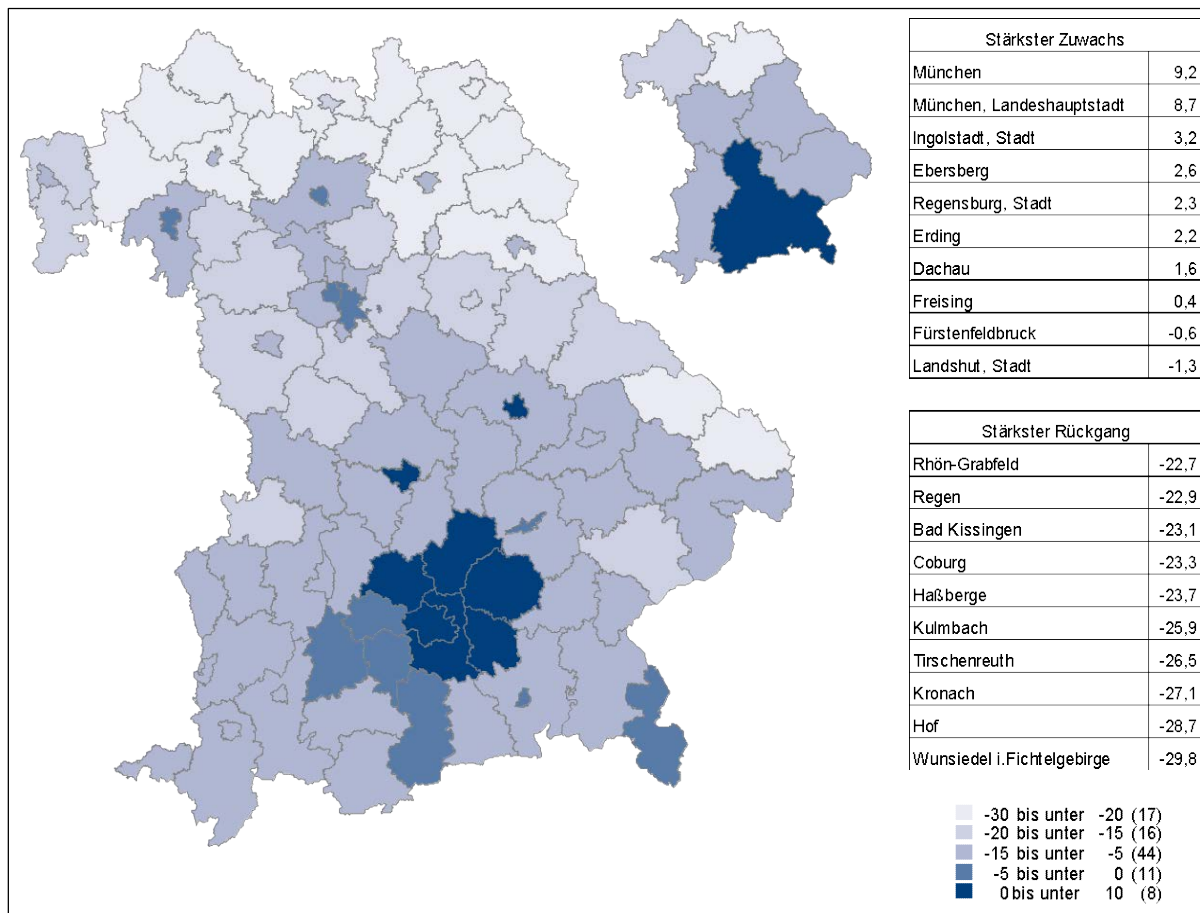 Stärkster Zuwachs
München 9,2
München, Landeshauptstadt 8,7
Ingolstadt, Stadt 3,2
Ebersberg 2,6
Regensburg, Stadt 2,3
Erding 2,2
Dachau 1,6
Freising 0,4
Fürstenfeldbruck -0,6
Landshut, Stadt -1,3
Stärkster Rückgang
Rhön-Grabfeld -22,7
Regen -22,9
Bad Kissingen -23,1
Coburg -23,3
Haßberge -23,7
Kulmbach -25,9
Tirschenreuth -26,5
Kronach -27,1
Hof -28,7
Wunsiedel i.Fichtelgebirge -29,8
-30 bis unter -20 (17)
-20 bis unter -15 (16)
-15 bis unter -5 (44)
-5 bis unter 0 (11)
0 bis unter 10 (8)